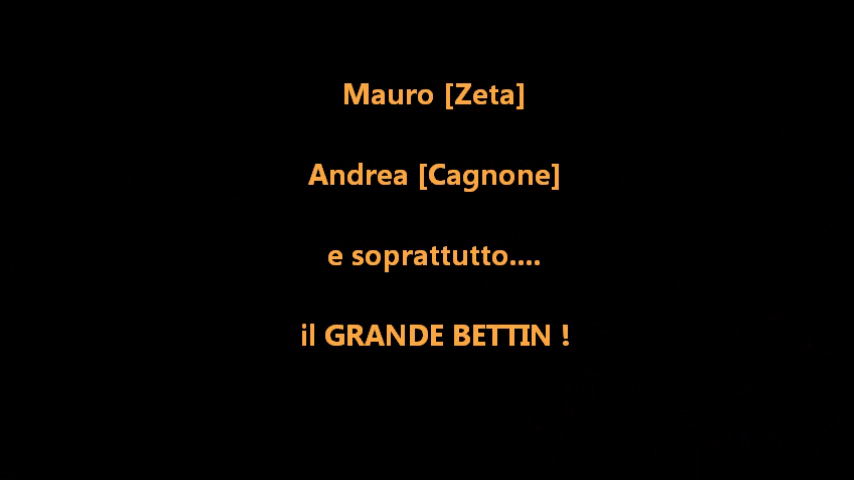 Mauro [Zeta]
Andrea [Cagnone]
e soprattutto....
il GRANDE BETTIN !